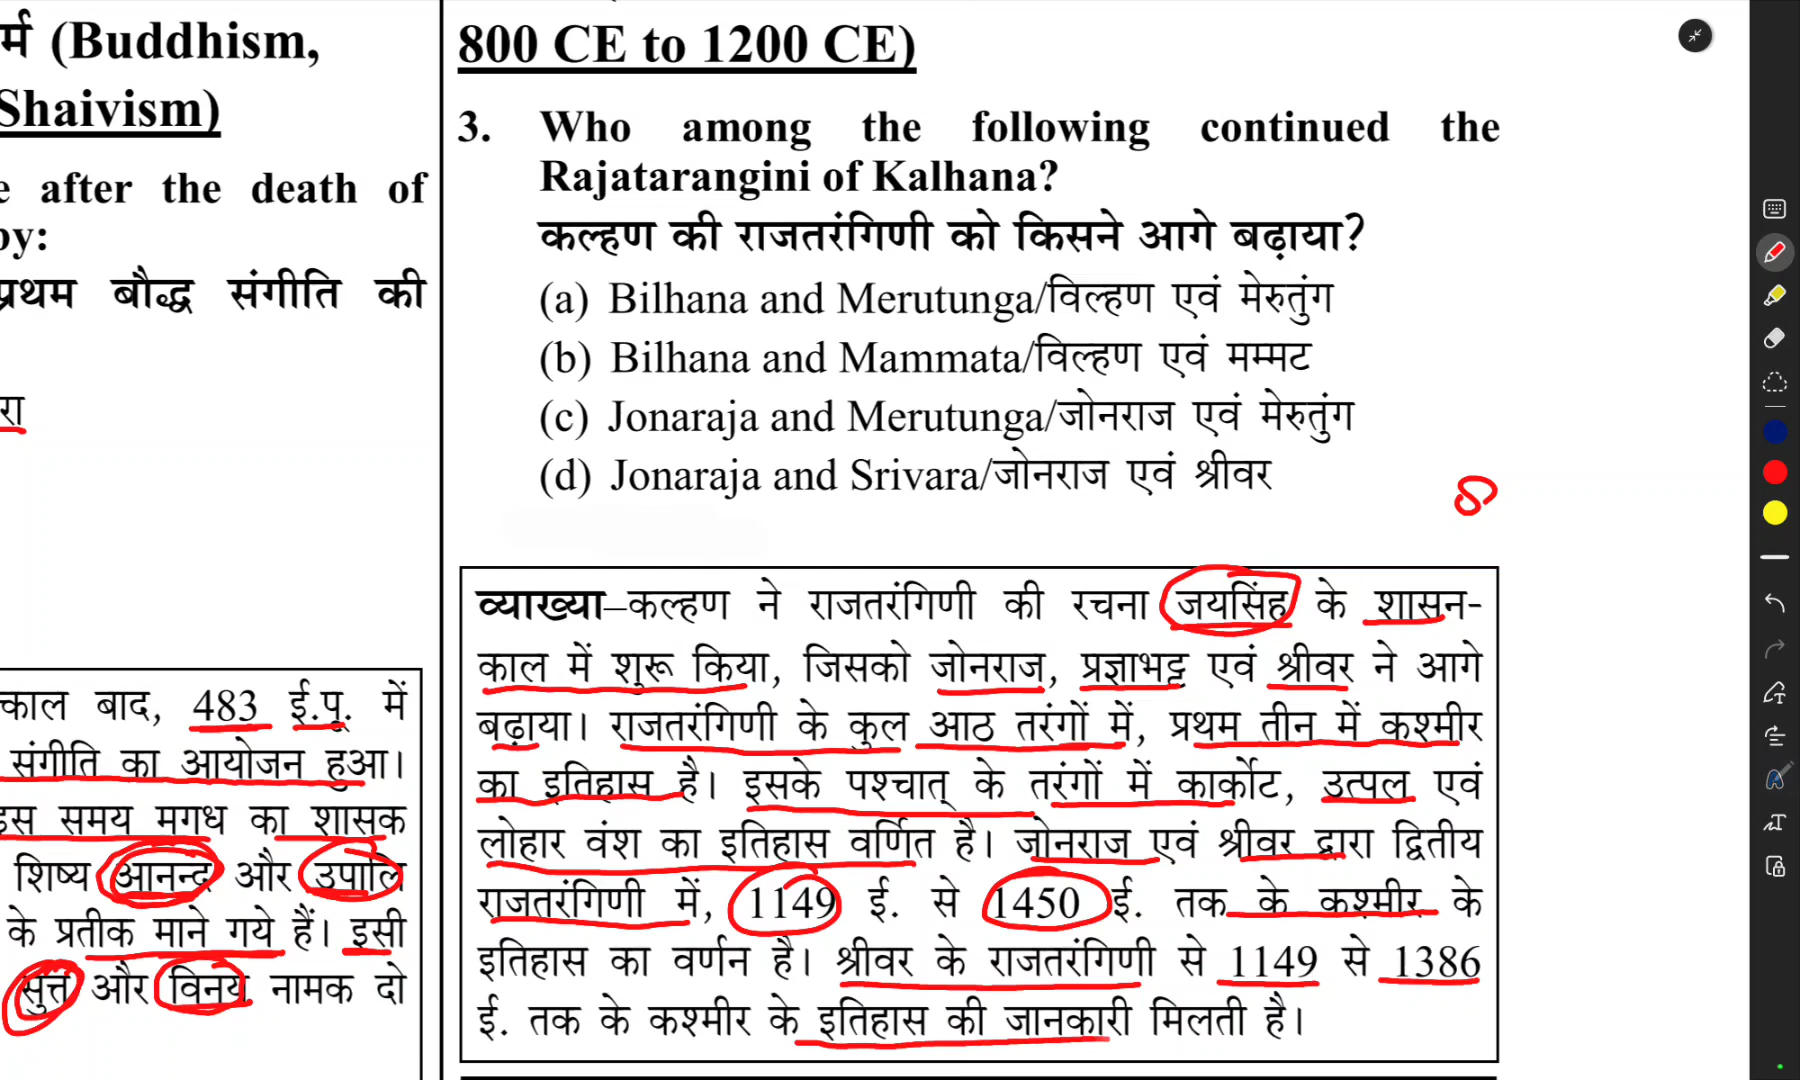 र्म (Buddhism,
Shaivism)
e after the death of
by:
प्रथम बौद्ध संगीति की
रा
काल बाद, 483 ई.पू. में
संगीति का आयोजन हुआ।
इस समय मगध का शासक
शिष्य आनन्द और उपालि
के प्रतीक माने गये हैं। इसी
सुत्त और विनय नामक दो
800 CE to 1200 CE)
3. Who among the following continued the
Rajatarangini of Kalhana?
कल्हण की राजतरंगिणी को किसने आगे बढ़ाया?
(a) Bilhana and Merutunga/विल्हण एवं मेरुतुंग
(b) Bilhana and Mammata/विल्हण एवं मम्मट
(c) Jonaraja and Merutunga/जोनराज एवं मेरुतुंग
(d) Jonaraja and Srivara/जोनराज एवं श्रीवर
व्याख्या–कल्हण ने राजतरंगिणी की रचना जयसिंह के शासन-
काल में शुरू किया, जिसको जोनराज, प्रज्ञाभट्ट एवं श्रीवर ने आगे
बढ़ाया। राजतरंगिणी के कुल आठ तरंगों में, प्रथम तीन में कश्मीर
का इतिहास है। इसके पश्चात् के तरंगों में कार्कोट, उत्पल एवं
लोहार वंश का इतिहास वर्णित है। जोनराज एवं श्रीवर द्वारा द्वितीय
राजतरंगिणी में, 1149 ई. से 1450 ई. तक के कश्मीर के
इतिहास का वर्णन है। श्रीवर के राजतरंगिणी से 1149 से 1386
ई. तक के कश्मीर के इतिहास की जानकारी मिलती है।